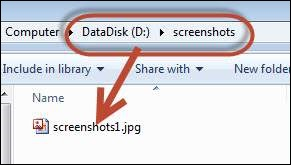 Computer ▸ DataDisk (D:) ▸ screenshots
Include in library ▾ Share with ▾ New folder
Name
screenshots1.jpg